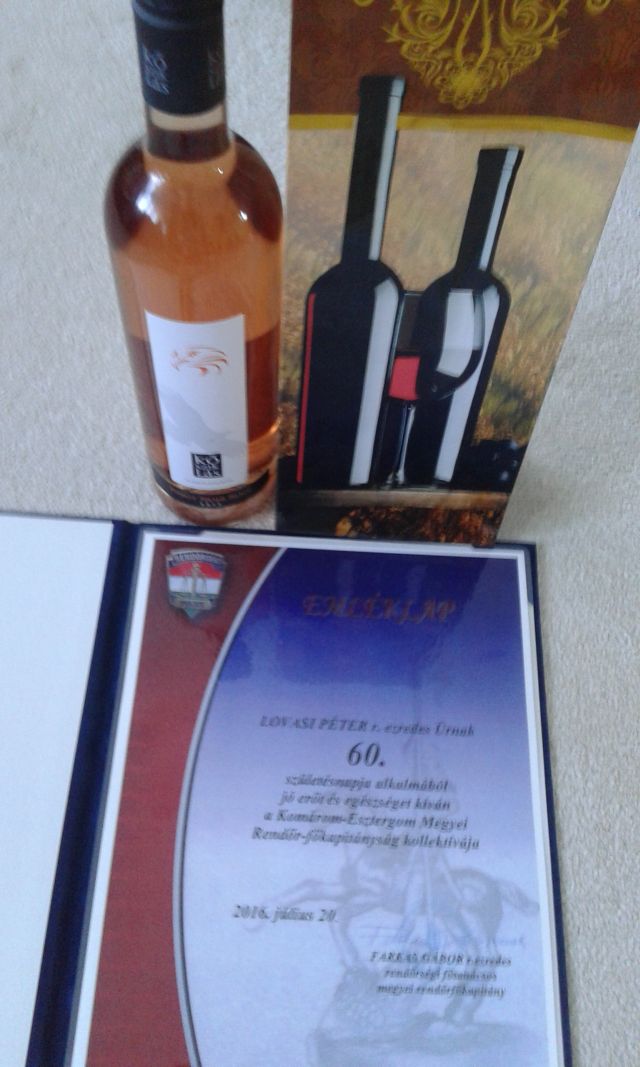 EMLÉKLAP
LOVASI PÉTER r. ezredes Úrnak
60.
születésnapja alkalmából
jó erőt és egészséget kíván
a Komárom-Esztergom Megyei
Rendőr-főkapitányság kollektívája
2016. július 20.
FARKAS GÁBOR r. ezredes
rendőrségi főtanácsos
megyei rendőrfőkapitány